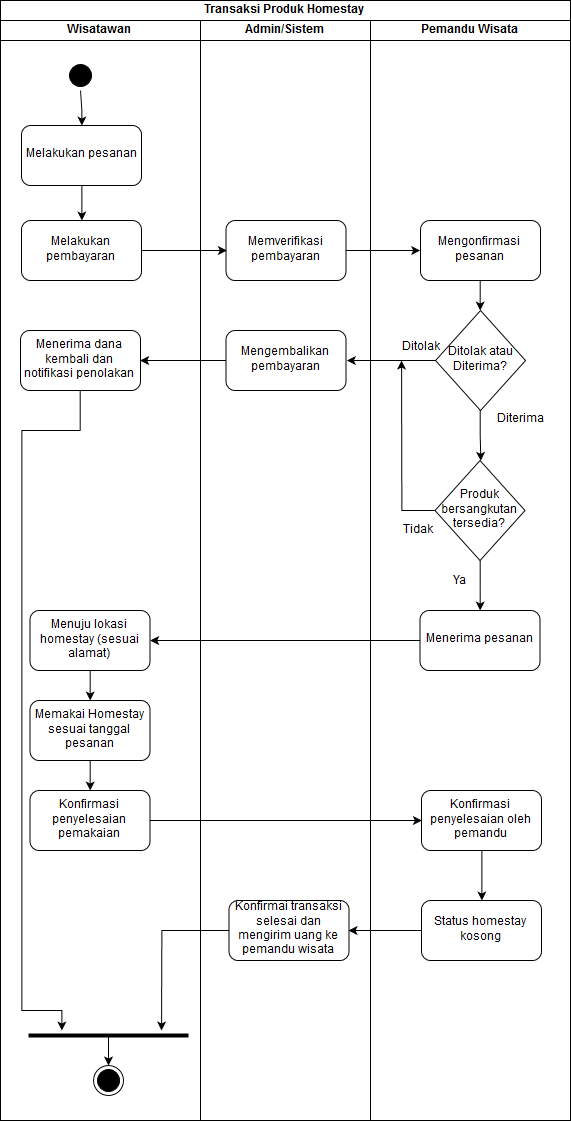 Transaksi Produk Homestay
Wisatawan
Admin/Sistem
Pemandu Wisata
Melakukan pesanan
Melakukan
pembayaran
Memverifikasi
pembayaran
Mengonfirmasi
pesanan
Menerima dana
kembali dan
notifikasi penolakan
Mengembalikan
pembayaran
Ditolak
Ditolak atau
Diterima?
Diterima
Produk
bersangkutan
tersedia?
Tidak
Ya
Menuju lokasi
homestay (sesuai
alamat)
Menerima pesanan
Memakai Homestay
sesuai tanggal
pesanan
Konfirmasi
penyelesaian
pemakaian
Konfirmasi
penyelesaian oleh
pemandu
Konfirmai transaksi
selesai dan
mengirim uang ke
pemandu wisata
Status homestay
kosong